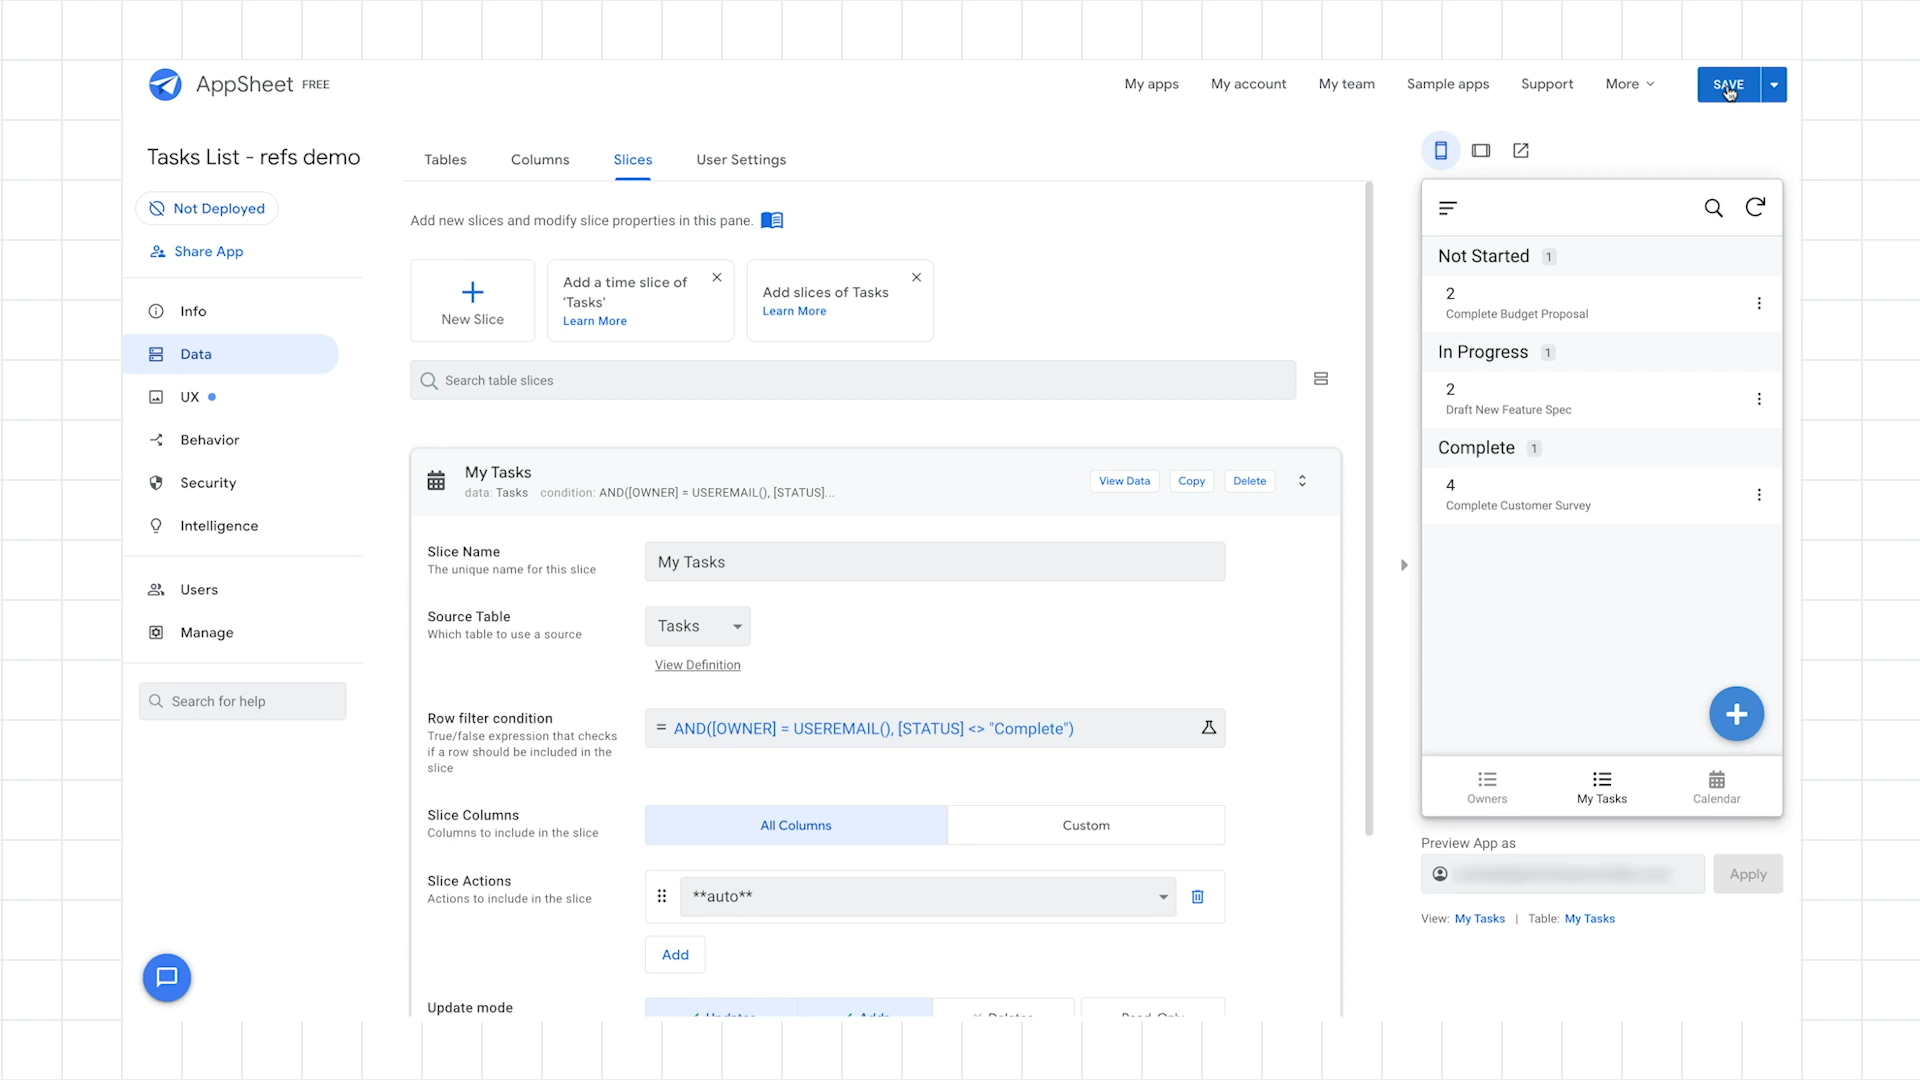 AppSheet FREE
My apps
My account
My team
Sample apps
Support
More
SAVE
Tasks List - refs demo
Not Deployed
Share App
Info
Data
UX
Behavior
Security
Intelligence
Users
Manage
Search for help
Tables
Columns
Slices
User Settings
Add new slices and modify slice properties in this pane.
New Slice
Add a time slice of
'Tasks'
Learn More
Add slices of Tasks
Learn More
Search table slices
My Tasks
data: Tasks condition: AND([OWNER] = USEREMAIL(), [STATUS]...
View Data
Copy
Delete
Slice Name
The unique name for this slice
My Tasks
Source Table
Which table to use a source
Tasks
View Definition
Row filter condition
True/false expression that checks
if a row should be included in the
slice
= AND([OWNER] = USEREMAIL(), [STATUS] <> "Complete")
Slice Columns
Columns to include in the slice
All Columns
Custom
Slice Actions
Actions to include in the slice
**auto**
Add
Update mode
Updates
Adds
Deletes
Read-Only
Not Started 1
2
Complete Budget Proposal
In Progress 1
2
Draft New Feature Spec
Complete 1
4
Complete Customer Survey
Owners
My Tasks
Calendar
Preview App as
Apply
View: My Tasks | Table: My Tasks